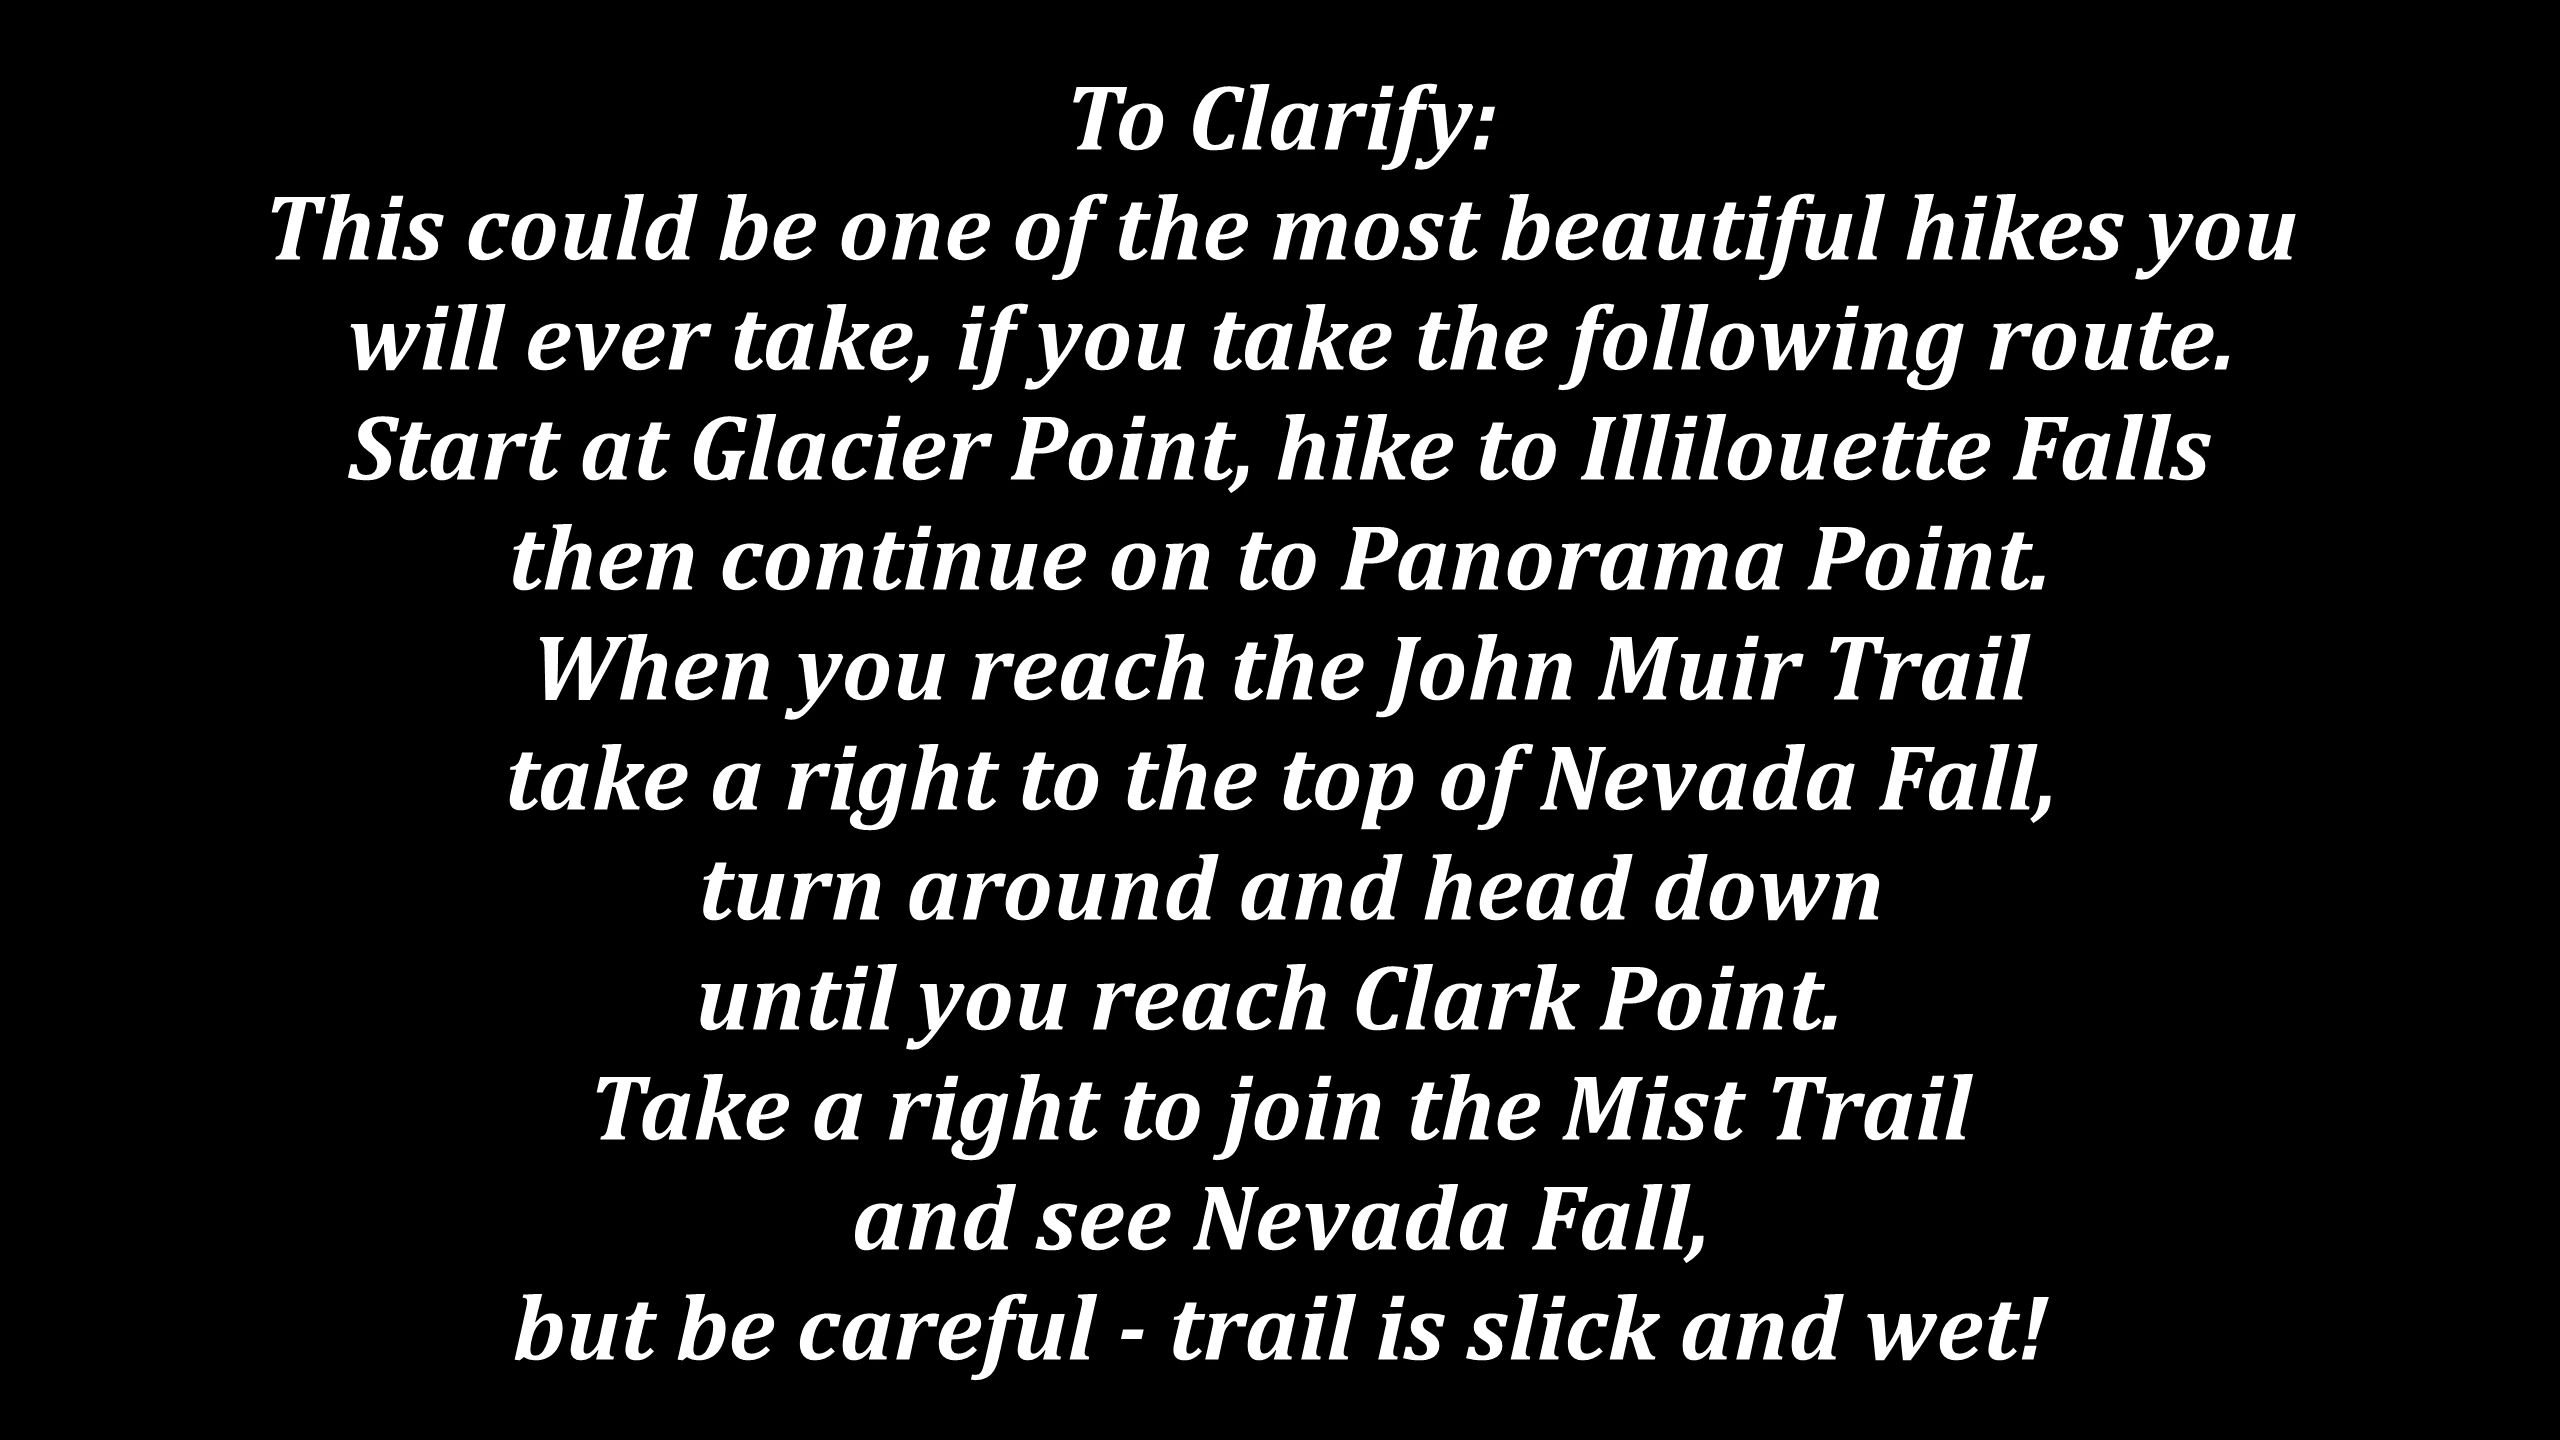 To Clarify:
This could be one of the most beautiful hikes you
will ever take, if you take the following route.
Start at Glacier Point, hike to Illilouette Falls
then continue on to Panorama Point.
When you reach the John Muir Trail
take a right to the top of Nevada Fall,
turn around and head down
until you reach Clark Point.
Take a right to join the Mist Trail
and see Nevada Fall,
but be careful - trail is slick and wet!